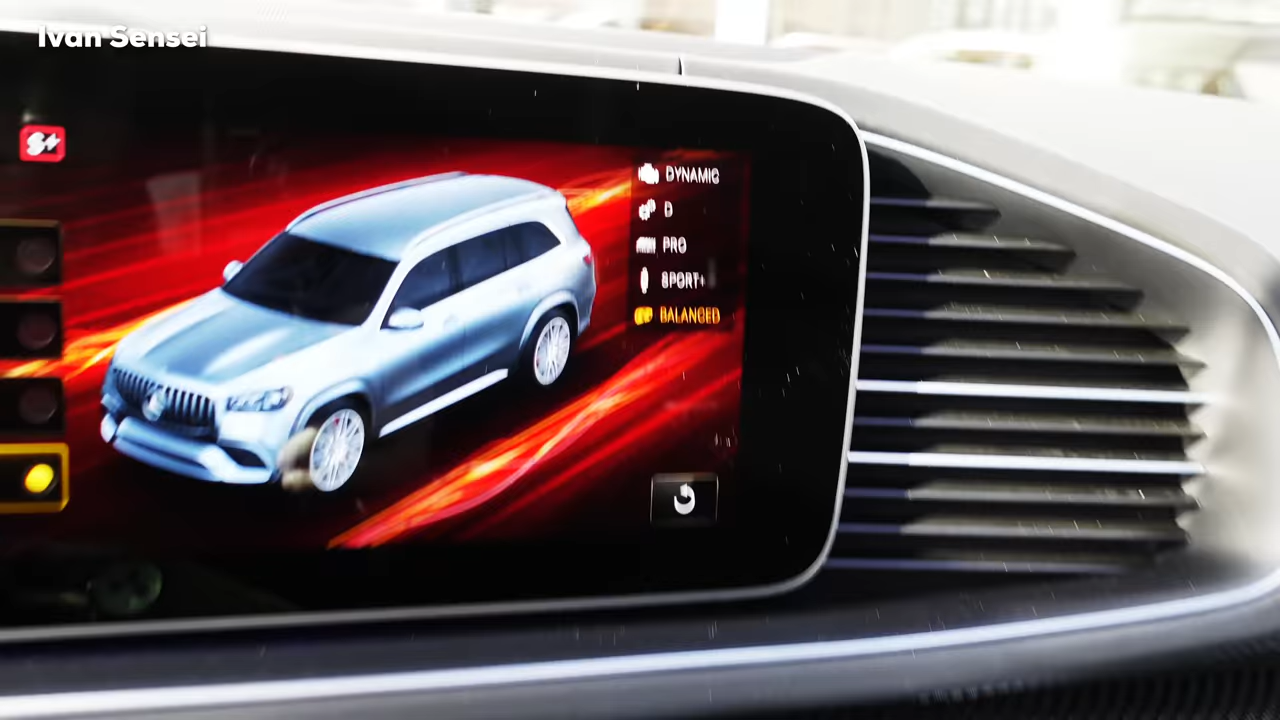 Ivan Sensei
S+
DYNAMIC
D
PRO
SPORT+
BALANCED